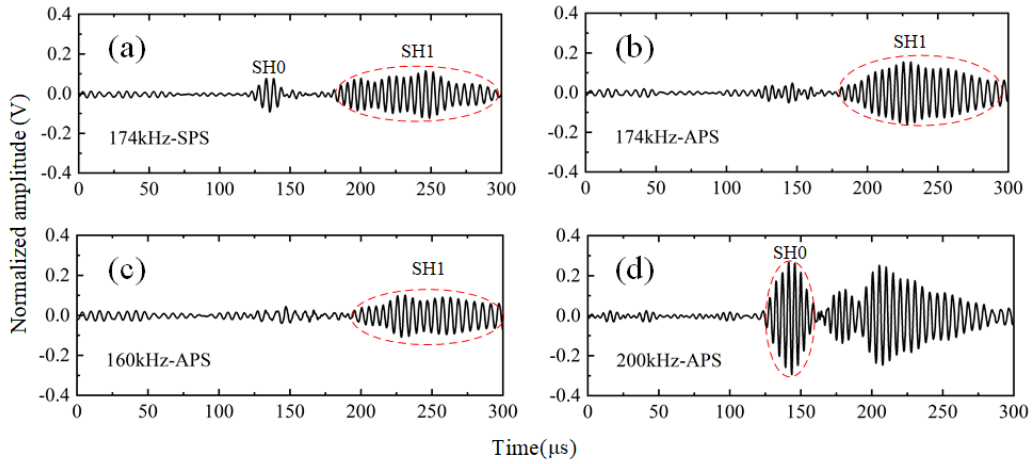 Normalized amplitude (V)
(a)
SH0
SH1
174kHz-SPS
0.4
0.2
0.0
-0.2
-0.4
0 50 100 150 200 250 300
(b)
SH1
174kHz-APS
0.4
0.2
0.0
-0.2
-0.4
0 50 100 150 200 250 300
(c)
SH1
160kHz-APS
0.4
0.2
0.0
-0.2
-0.4
0 50 100 150 200 250 300
(d)
SH0
200kHz-APS
0.4
0.2
0.0
-0.2
-0.4
0 50 100 150 200 250 300
Time(μs)